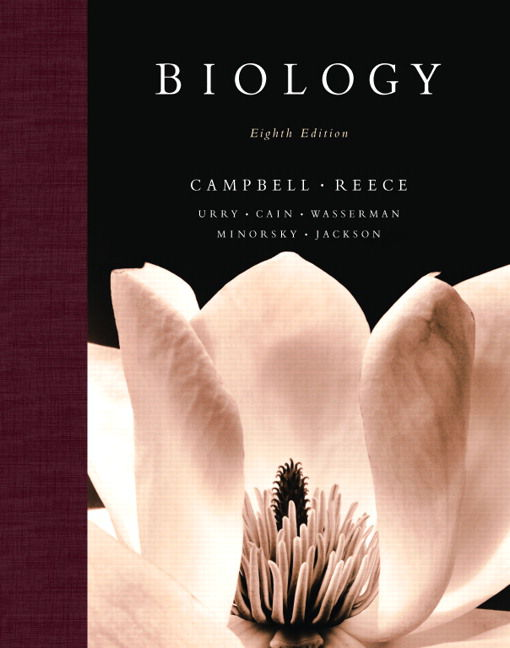 BIOLOGY
Eighth Edition
CAMPBELL • REECE
URRY • CAIN • WASSERMAN
MINORSKY • JACKSON